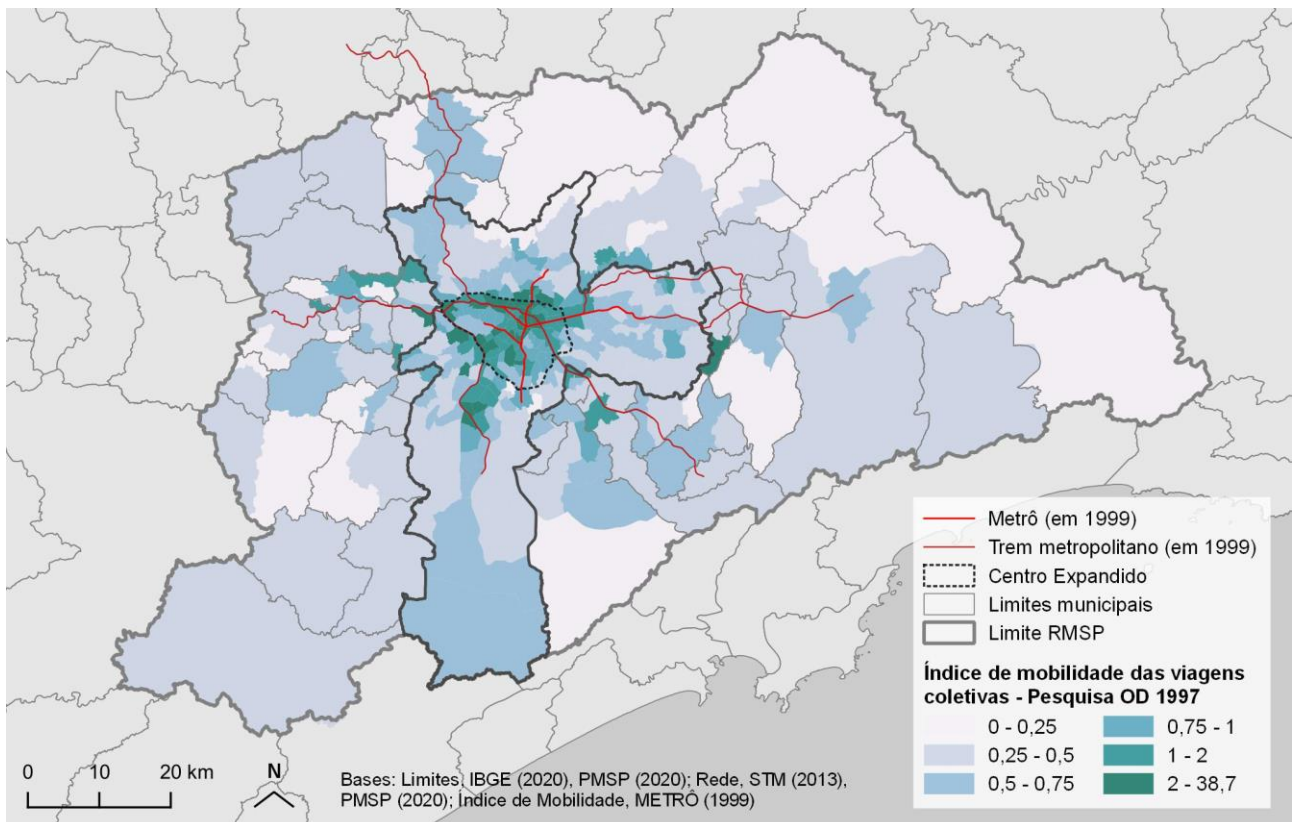 Metrô (em 1999)
Trem metropolitano (em 1999)
Centro Expandido
Limites municipais
Limite RMSP
Índice de mobilidade das viagens
coletivas - Pesquisa OD 1997
0 - 0,25
0,25 - 0,5
0,5 - 0,75
0,75 - 1
1 - 2
2 - 38,7
0 10 20 km
N
Bases: Limites, IBGE (2020), PMSP (2020); Rede, STM (2013),
PMSP (2020); Índice de Mobilidade, METRÔ (1999)